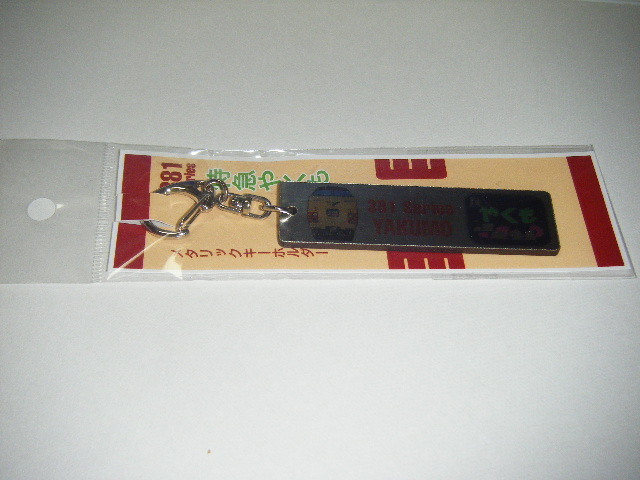 381
Series
特急やくも
メタリックキーホルダー
381 Series
YAKUMO
やくも